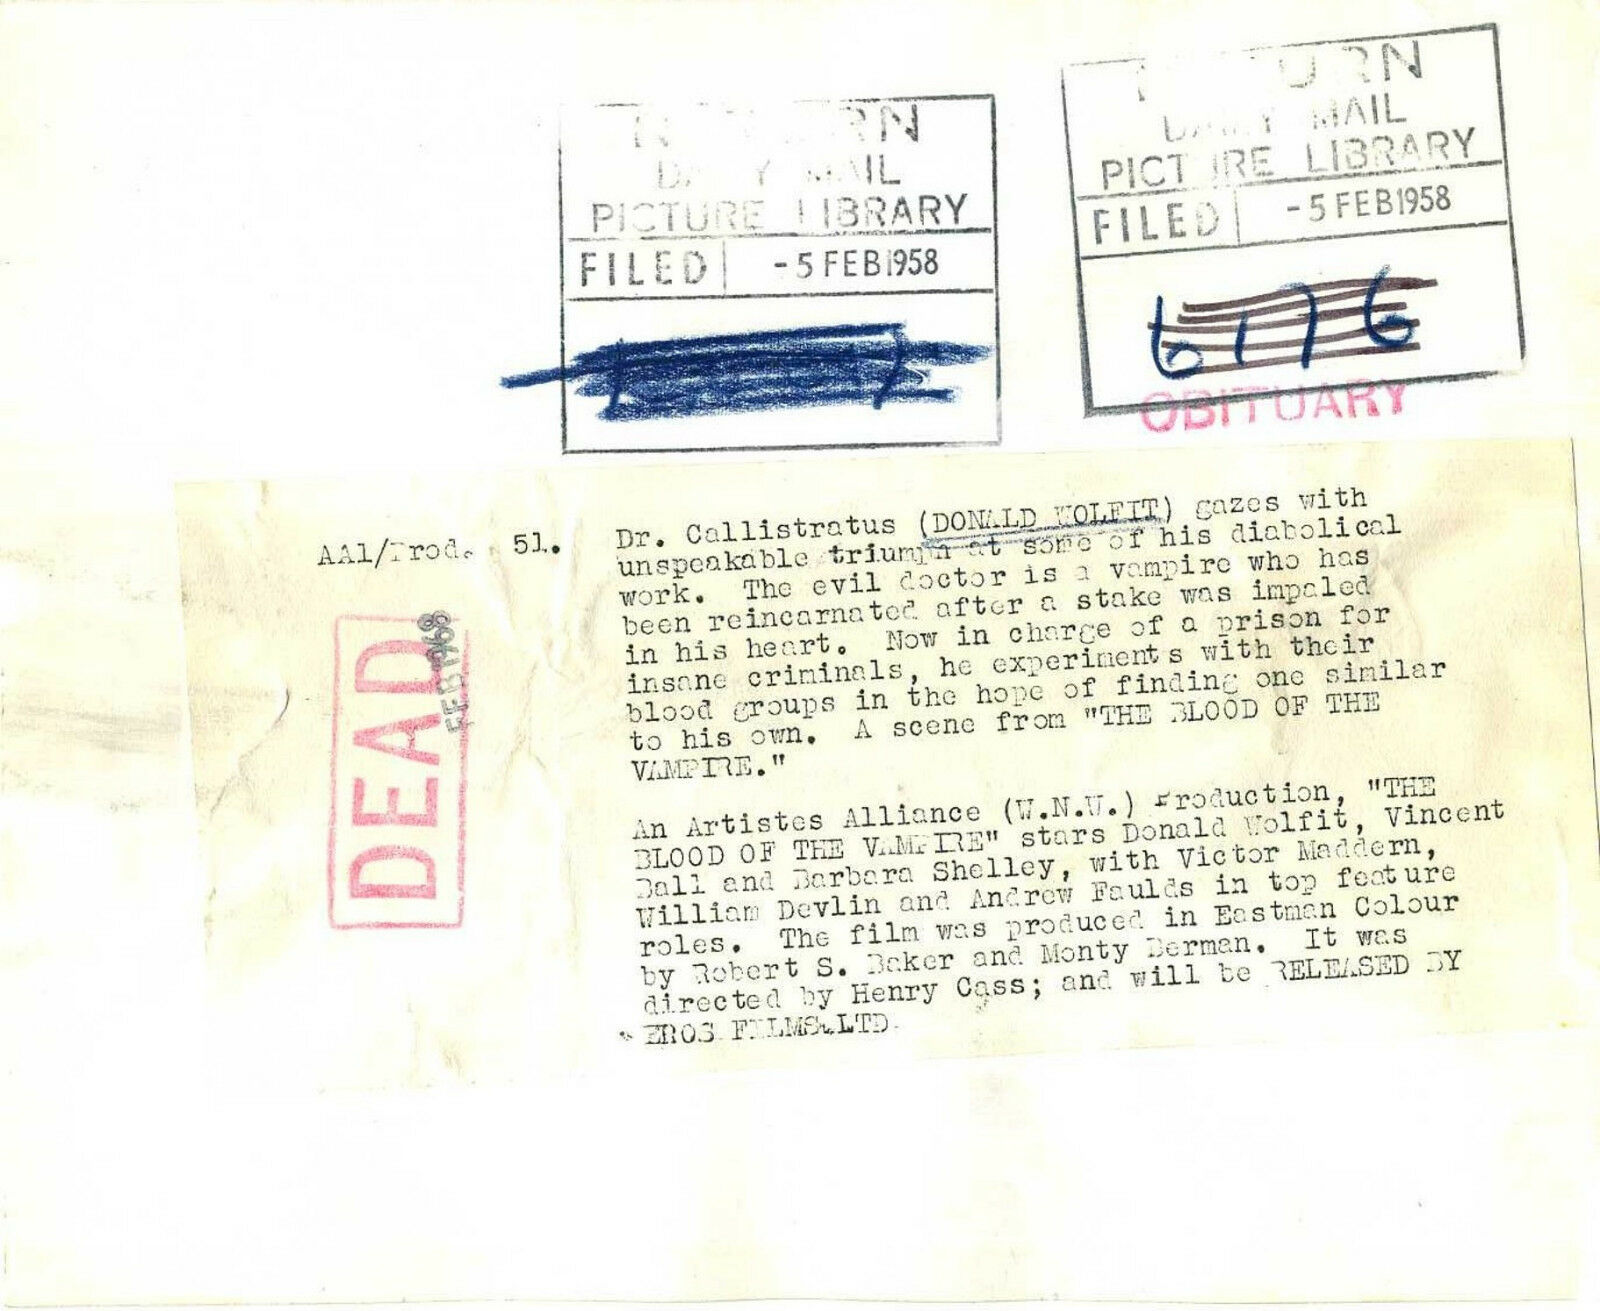 RETURN
DAILY MAIL
PICTURE LIBRARY
FILED -5 FEB 1958
RETURN
DAILY MAIL
PICTURE LIBRARY
FILED -5 FEB 1958
6176
OBITUARY
AA1/Prod. 51.
DEAD
FEB 1968
Dr. Callistratus (DONALD WOLFIT) gazes with
unspeakable triumph at some of his diabolical
work. The evil doctor is a vampire who has
been reincarnated after a stake was impaled
in his heart. Now in charge of a prison for
insane criminals, he experiments with their
blood groups in the hope of finding one similar
to his own. A scene from "THE BLOOD OF THE
VAMPIRE."
An Artistes Alliance (W.N.W.) Production, "THE
BLOOD OF THE VAMPIRE" stars Donald Wolfit, Vincent
Ball and Barbara Shelley, with Victor Maddern,
William Devlin and Andrew Faulds in top feature
roles. The film was produced in Eastman Colour
by Robert S. Baker and Monty Berman. It was
directed by Henry Cass; and will be RELEASED BY
EROS FILMS LTD.